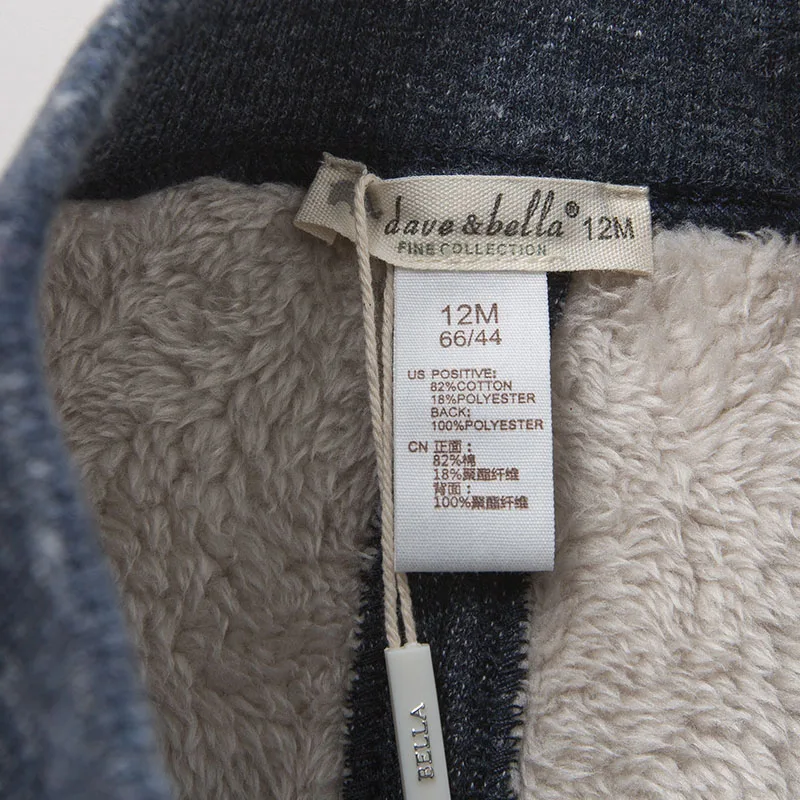 dave & bella® 12M
FINE COLLECTION
12M
66/44
US POSITIVE:
82%COTTON
18%POLYESTER
BACK:
100%POLYESTER
CN 正面：
82%棉
18%聚酯纤维
背面：
100%聚酯纤维
BELLA